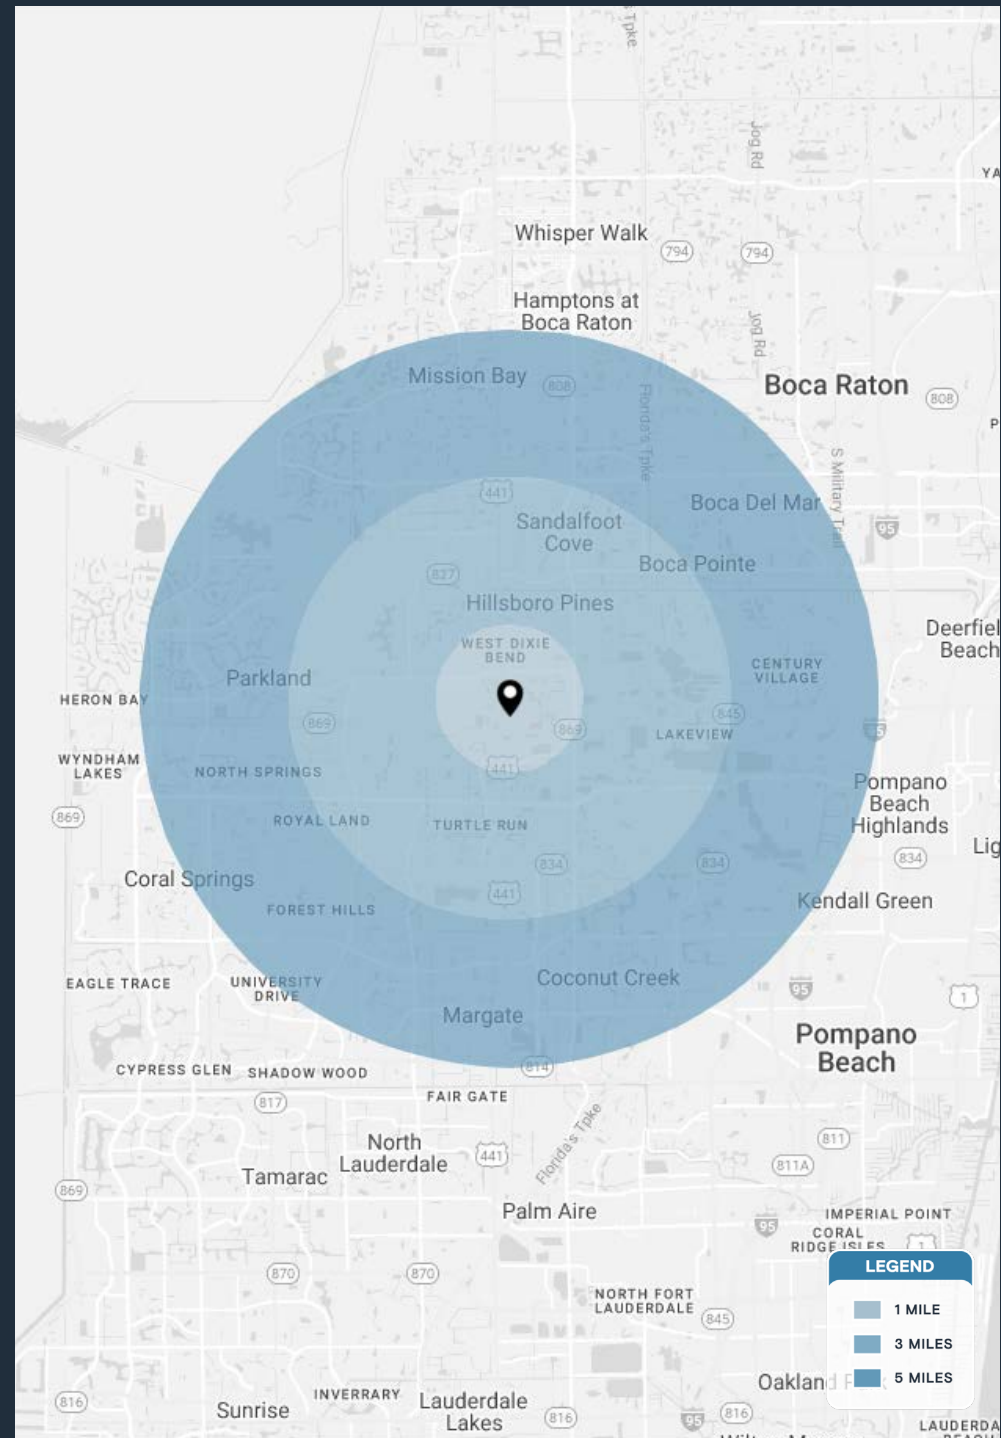 s Tpke
Jog Rd
YA
Whisper Walk
794
794
Hamptons at
Boca Raton
Jog Rd
Mission Bay
808
Boca Raton
808
Florida's Tpke
P
S Military Trail
441
Boca Del Mar
Sandalfoot
Cove
95
Boca Pointe
827
Hillsboro Pines
Deerfiel
Beach
WEST DIXIE
BEND
CENTURY
VILLAGE
Parkland
HERON BAY
869
869
845
LAKEVIEW
95
WYNDHAM
LAKES
NORTH SPRINGS
441
Pompano
Beach
Highlands
869
ROYAL LAND
TURTLE RUN
Lig
834
834
834
Coral Springs
441
Kendall Green
FOREST HILLS
EAGLE TRACE
UNIVERSITY
DRIVE
Coconut Creek
95
1
Margate
Pompano
Beach
CYPRESS GLEN
SHADOW WOOD
814
FAIR GATE
817
Florida's Tpke
811
North
Lauderdale
441
811A
Tamarac
869
Palm Aire
IMPERIAL POINT
95
CORAL
RIDGE ISLES
1
870
870
LEGEND
1 MILE
3 MILES
5 MILES
NORTH FORT
LAUDERDALE
845
Oakland
816
INVERRARY
Sunrise
Lauderdale
Lakes
816
95
816
LAUDERDA